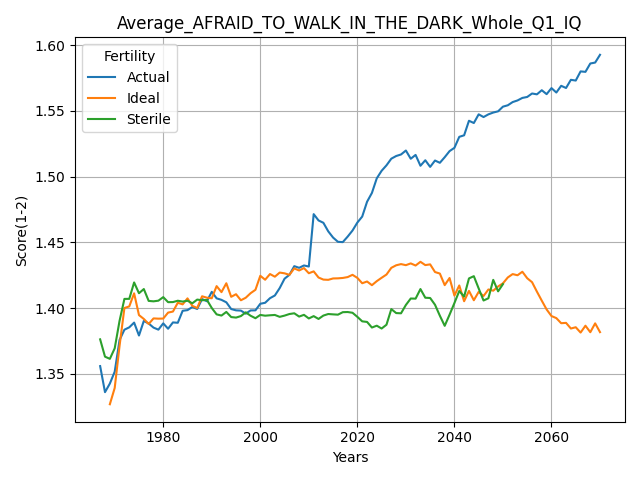 Average_AFRAID_TO_WALK_IN_THE_DARK_Whole_Q1_IQ
Fertility
Actual
Ideal
Sterile
Score(1-2)
1.60
1.55
1.50
1.45
1.40
1.35
1980
2000
2020
2040
2060
Years